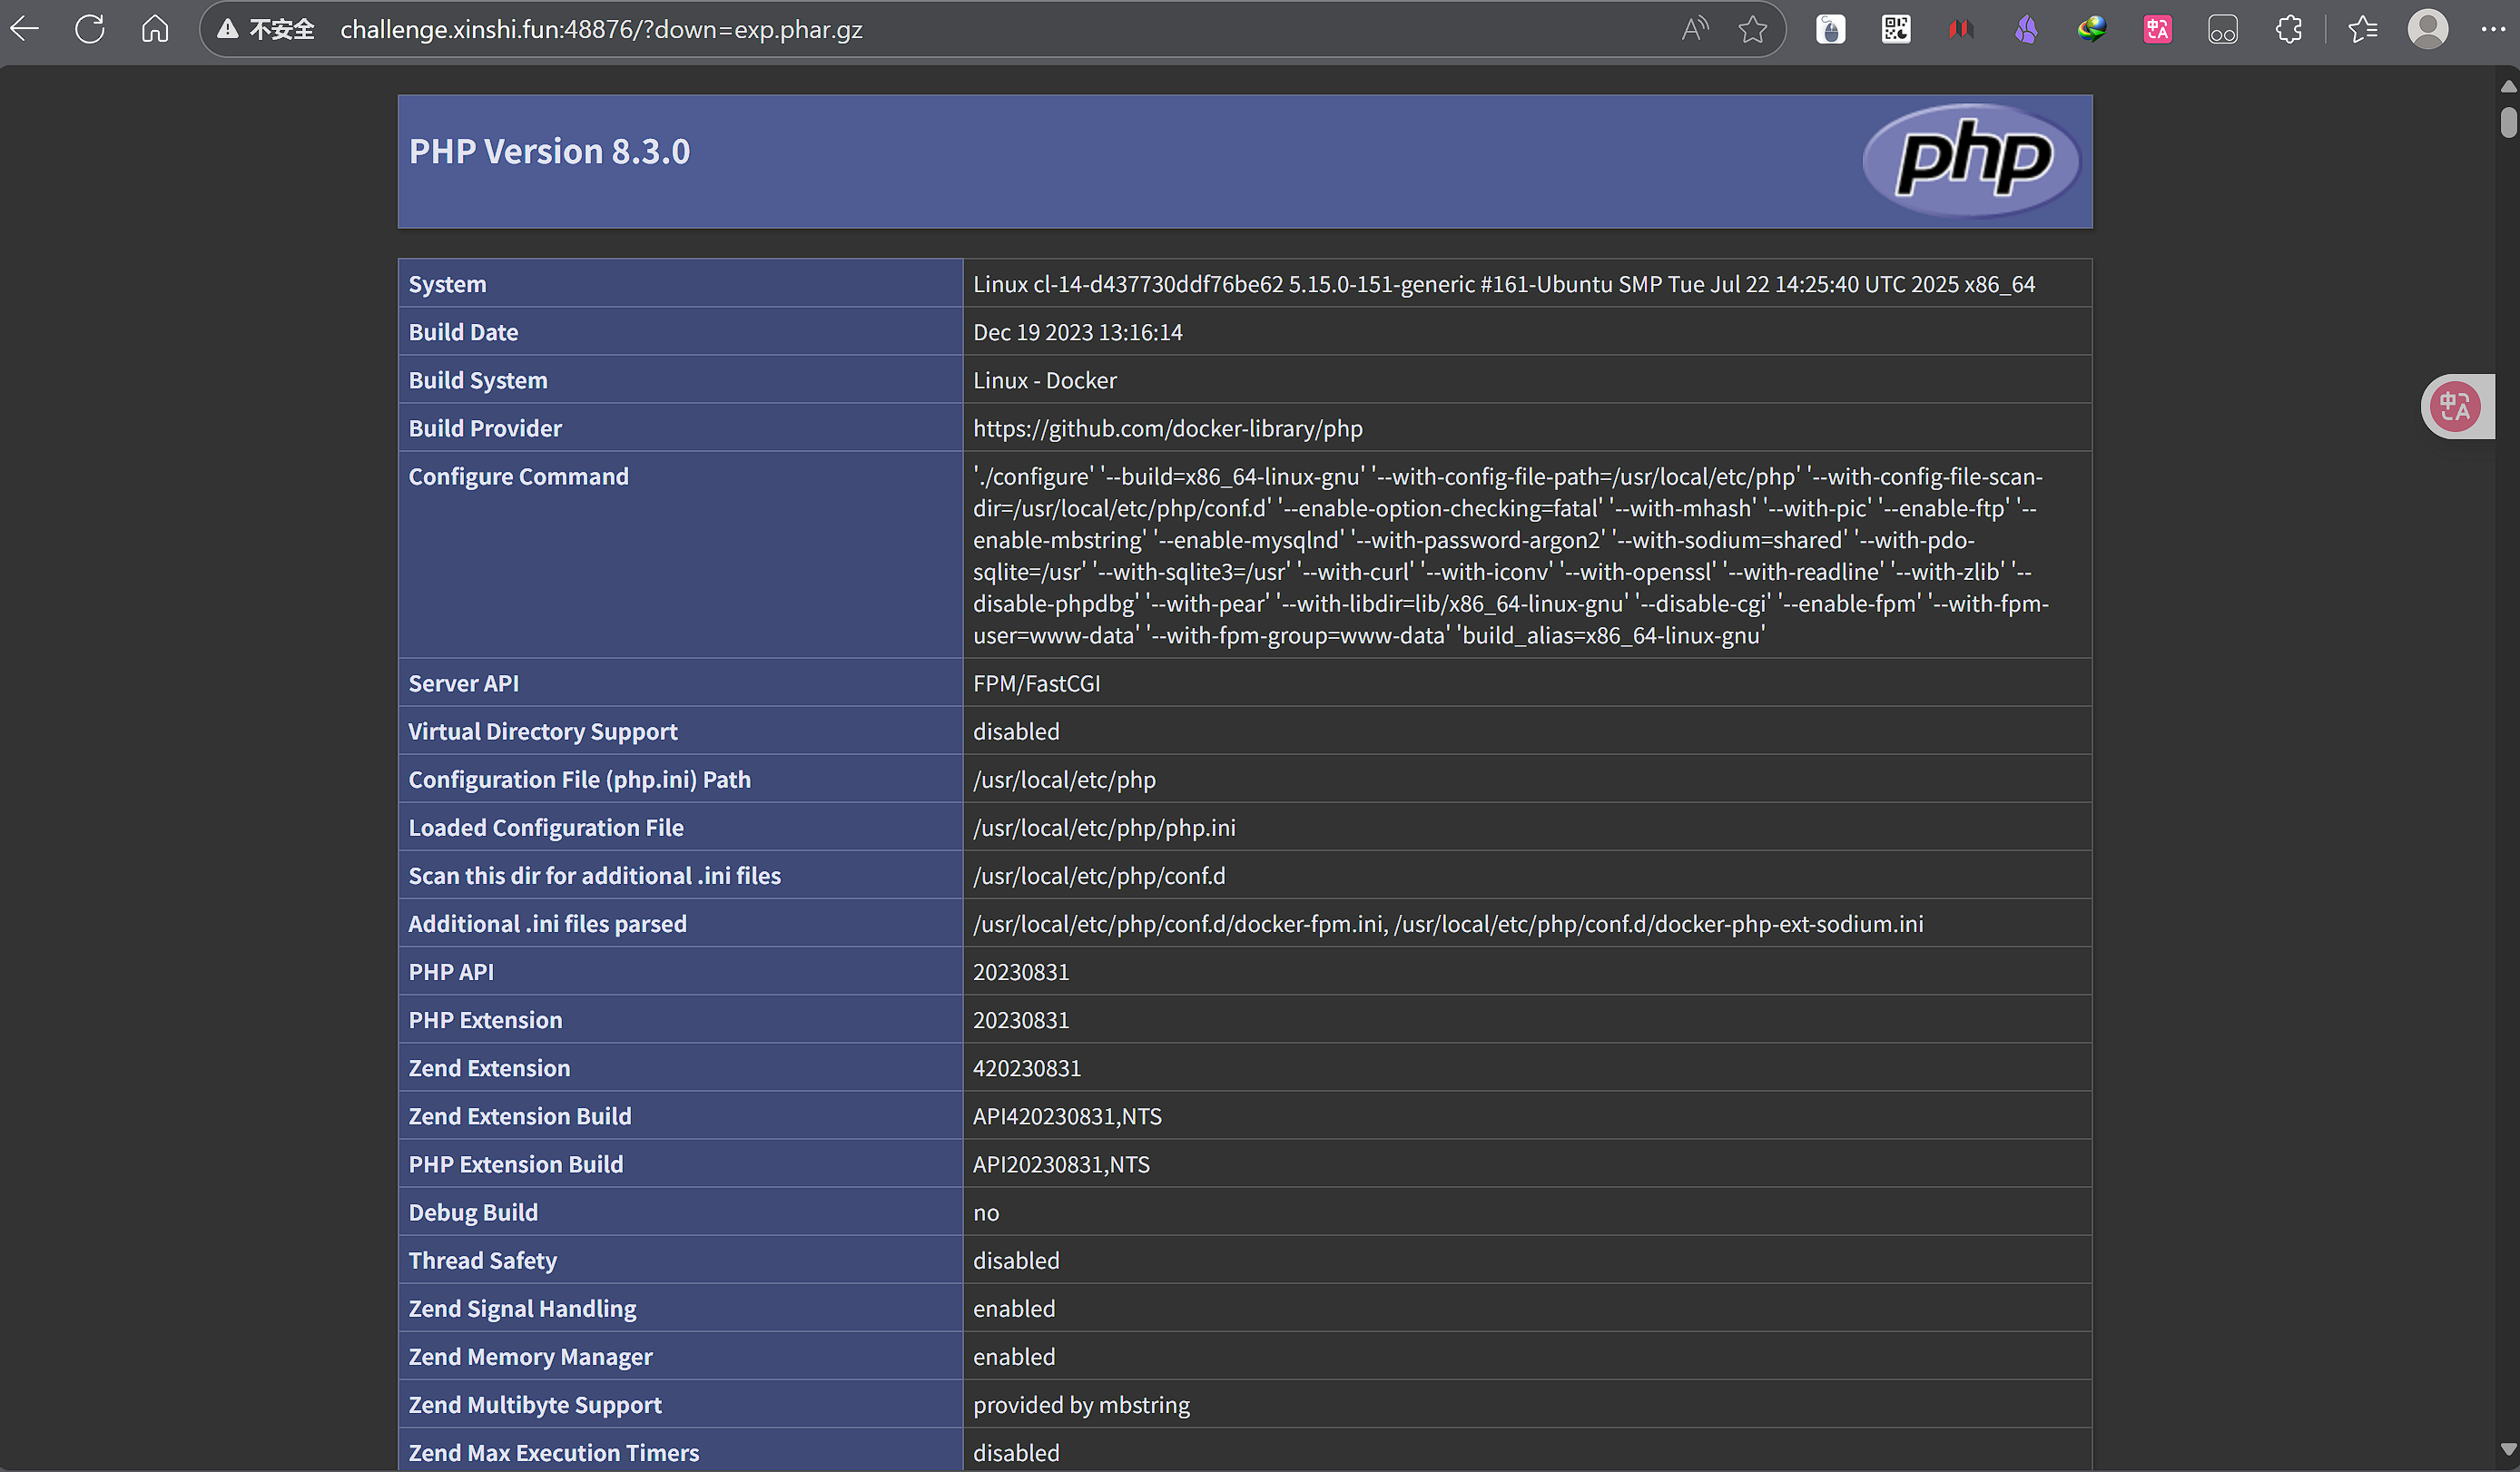 不安全 challenge.xinshi.fun:48876/?down=exp.phar.gz
PHP Version 8.3.0
php
System Linux cl-14-d437730ddf76be62 5.15.0-151-generic #161-Ubuntu SMP Tue Jul 22 14:25:40 UTC 2025 x86_64
Build Date Dec 19 2023 13:16:14
Build System Linux - Docker
Build Provider https://github.com/docker-library/php
Configure Command './configure' '--build=x86_64-linux-gnu' '--with-config-file-path=/usr/local/etc/php' '--with-config-file-scan-
dir=/usr/local/etc/php/conf.d' '--enable-option-checking=fatal' '--with-mhash' '--with-pic' '--enable-ftp' '--
enable-mbstring' '--enable-mysqlnd' '--with-password-argon2' '--with-sodium=shared' '--with-pdo-
sqlite=/usr' '--with-sqlite3=/usr' '--with-curl' '--with-iconv' '--with-openssl' '--with-readline' '--with-zlib' '--
disable-phpdbg' '--with-pear' '--with-libdir=lib/x86_64-linux-gnu' '--disable-cgi' '--enable-fpm' '--with-fpm-
user=www-data' '--with-fpm-group=www-data' 'build_alias=x86_64-linux-gnu'
Server API FPM/FastCGI
Virtual Directory Support disabled
Configuration File (php.ini) Path /usr/local/etc/php
Loaded Configuration File /usr/local/etc/php/php.ini
Scan this dir for additional .ini files /usr/local/etc/php/conf.d
Additional .ini files parsed /usr/local/etc/php/conf.d/docker-fpm.ini, /usr/local/etc/php/conf.d/docker-php-ext-sodium.ini
PHP API 20230831
PHP Extension 20230831
Zend Extension 420230831
Zend Extension Build API420230831,NTS
PHP Extension Build API20230831,NTS
Debug Build no
Thread Safety disabled
Zend Signal Handling enabled
Zend Memory Manager enabled
Zend Multibyte Support provided by mbstring
Zend Max Execution Timers disabled